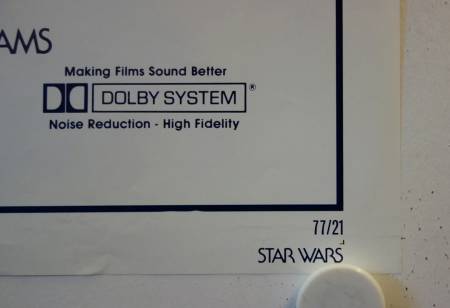 AMS
Making Films Sound Better
DOLBY SYSTEM®
Noise Reduction - High Fidelity
77/21
STAR WARS